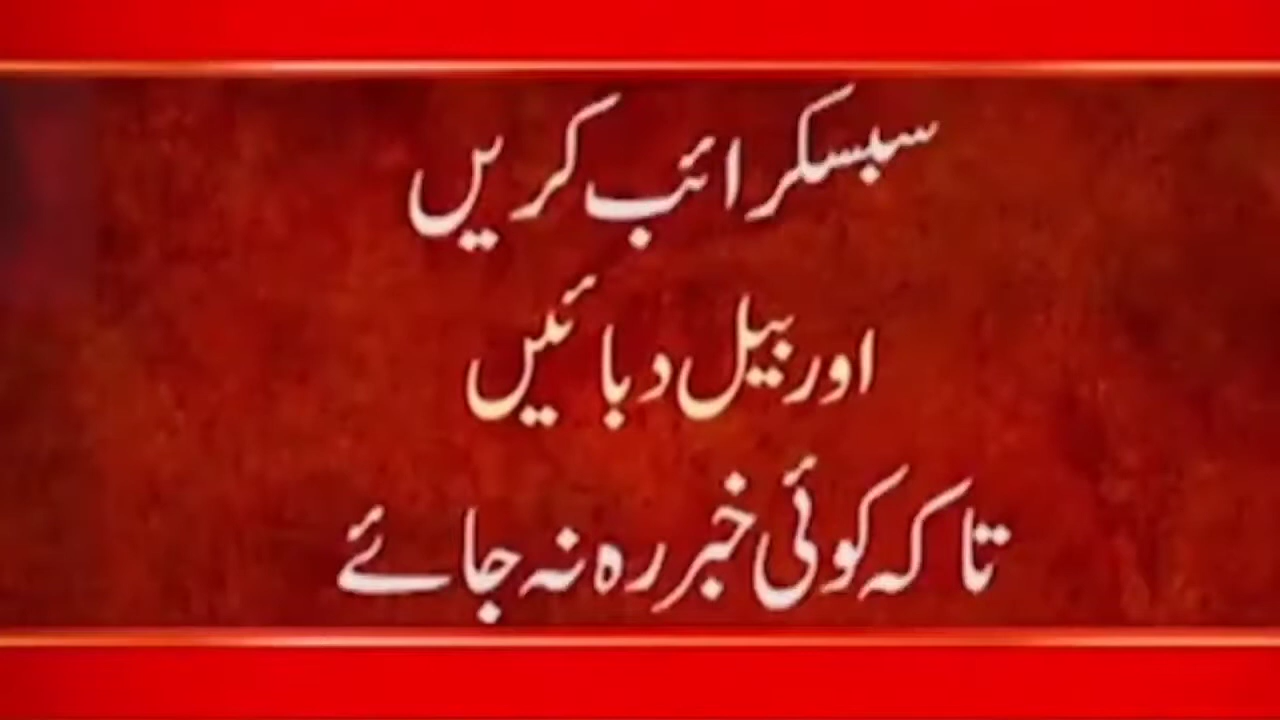 سبسکرائب کریں
اور بیل دبائیں
تاکہ کوئی خبر رہ نہ جائے